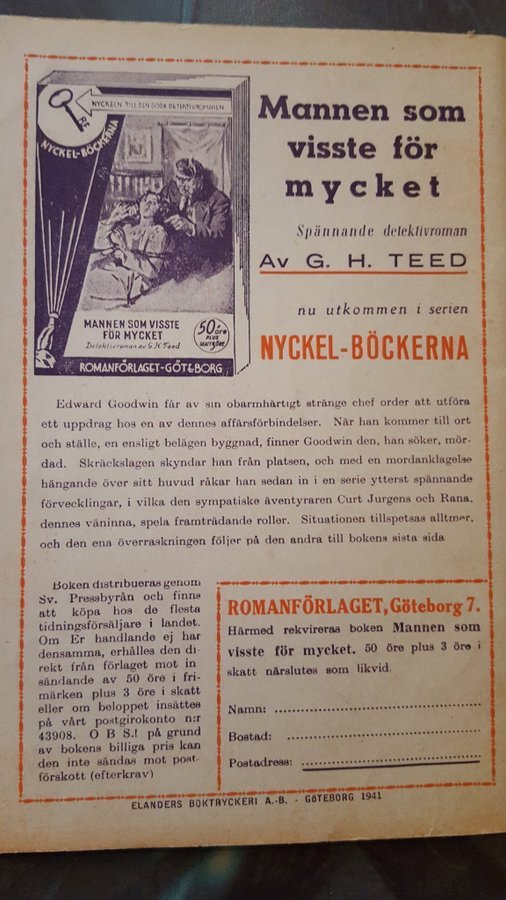 NYCKELN TILL DEN GODA DETEKTIVROMANEN
NYCKEL-BÖCKERNA
MANNEN SOM VISSTE
FÖR MYCKET
Detektivroman av G. H. Teed
50 öre
PLUS
SKATT 3 ÖRE
ROMANFÖRLAGET-GÖTEBORG
Mannen som
visste för
mycket
Spännande detektivroman
Av G. H. TEED
nu utkommen i serien
NYCKEL-BÖCKERNA
Edward Goodwin får av sin obarmhärtigt stränge chef order att utföra
ett uppdrag hos en av dennes affärsförbindelser. När han kommer till ort
och ställe, en ensligt belägen byggnad, finner Goodwin den, han söker, mör-
dad. Skräckslagen skyndar han från platsen, och med en mordanklagelse
hängande över sitt huvud råkar han sedan in i en serie ytterst spännande
förvecklingar, i vilka den sympatiske äventyraren Curt Jurgens och Rana,
dennes väninna, spela framträdande roller. Situationen tillspetsas alltmer,
och den ena överraskningen följer på den andra till bokens sista sida
Boken distribueras genom
Sv. Pressbyrån och finns
att köpa hos de flesta
tidningsförsäljare i landet.
Om Er handlande ej har
densamma, erhålles den di-
rekt från förlaget mot in
sändande av 50 öre i fri-
märken plus 3 öre i skatt
eller om beloppet insättes
på vårt postgirokonto n:r
43908. O B S.! på grund
av bokens billiga pris kan
den inte sändas mot post-
förskott (efterkrav)
ROMANFÖRLAGET, Göteborg 7.
Härmed rekvireras boken Mannen som
visste för mycket. 50 öre plus 3 öre i
skatt närslutes som likvid.
Namn:
Bostad:
Postadress:
ELANDERS BOKTRYCKERI A.-B. · GÖTEBORG 1941